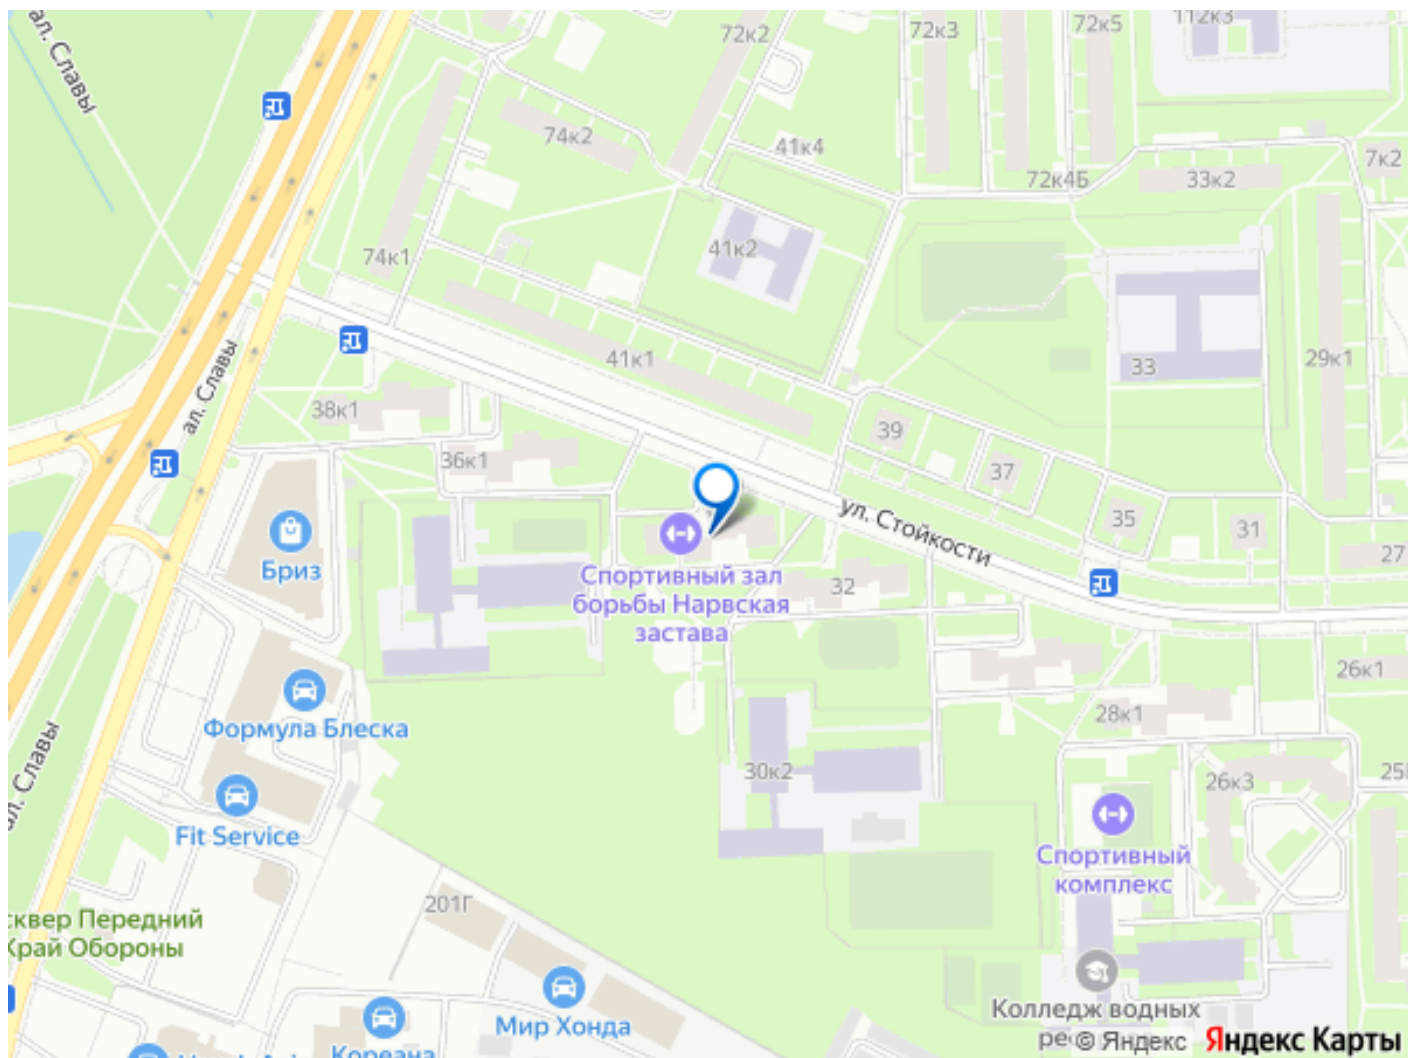 ал. Славы
72к2
72к3
72к5
112к3
74к2
41к4
7к2
72к4Б
33к2
74к1
41к2
41к1
33
29к1
ал. Славы
38к1
39
36к1
37
35
31
ул. Стойкости
27
Бриз
Спортивный зал
борьбы Нарвская
застава
32
26к1
Формула Блеска
28к1
ал. Славы
30к2
26к3
Fit Service
Спортивный
комплекс
201Г
сквер Передний
Край Обороны
Мир Хонда
Колледж водных
© Яндекс
Яндекс Карты
Кореана